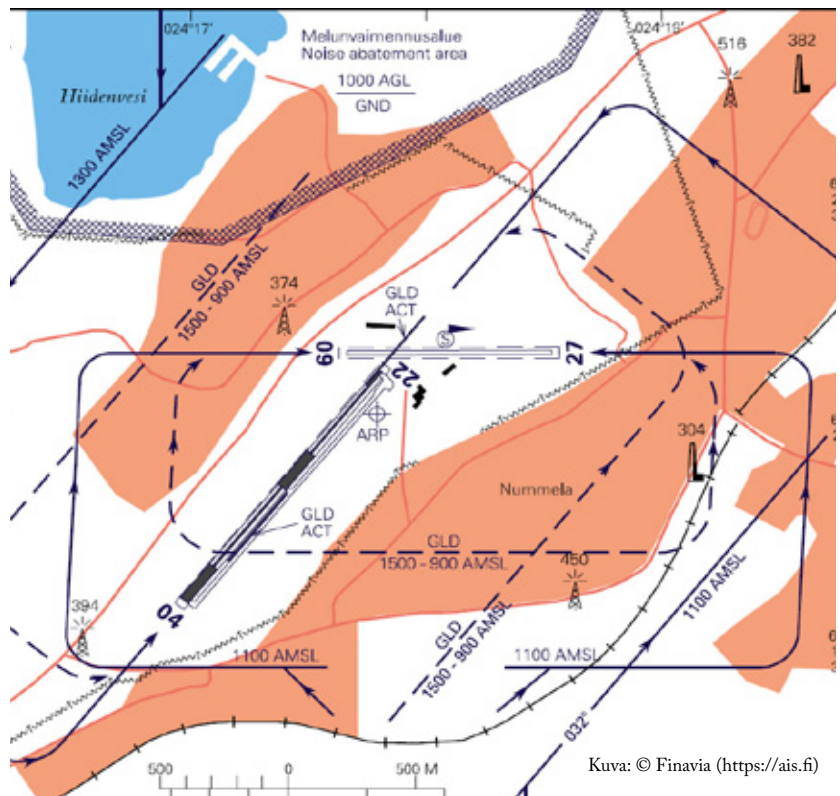 024°17'
024°19'
Melunvaimennusalue
Noise abatement area
1000 AGL
GND
516
382
Hiidenvesi
1300 AMSL
GLD
1500 - 900 AMSL
374
GLD
ACT
S
09
27
22
ARP
304
Nummela
GLD
ACT
GLD
1500 - 900 AMSL
450
04
394
GLD
1500 - 900 AMSL
1100 AMSL
1100 AMSL
1100 AMSL
032°
500
0
500 M
Kuva: © Finavia (https://ais.fi)